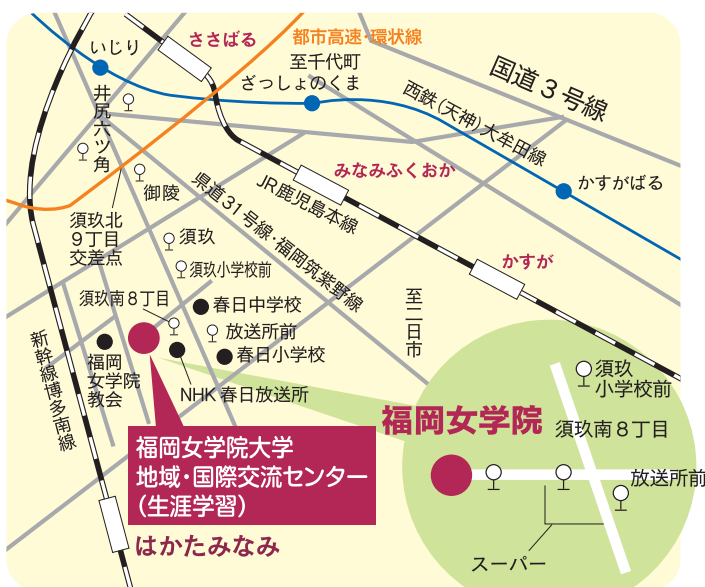 いじり
ささばる
都市高速・環状線
至千代町
ざっしょのくま
国道3号線
西鉄(天神)大牟田線
井尻六ツ角
みなみふくおか
かすがばる
御陵
JR鹿児島本線
県道31号線・福岡筑紫野線
須玖北
9丁目
交差点
須玖
須玖小学校前
かすが
須玖南8丁目
春日中学校
放送所前
春日小学校
至二日市
新幹線博多南線
福岡
女学院
教会
NHK 春日放送所
福岡女学院
須玖
小学校前
須玖南8丁目
放送所前
スーパー
福岡女学院大学
地域・国際交流センター
(生涯学習)
はかたみなみ